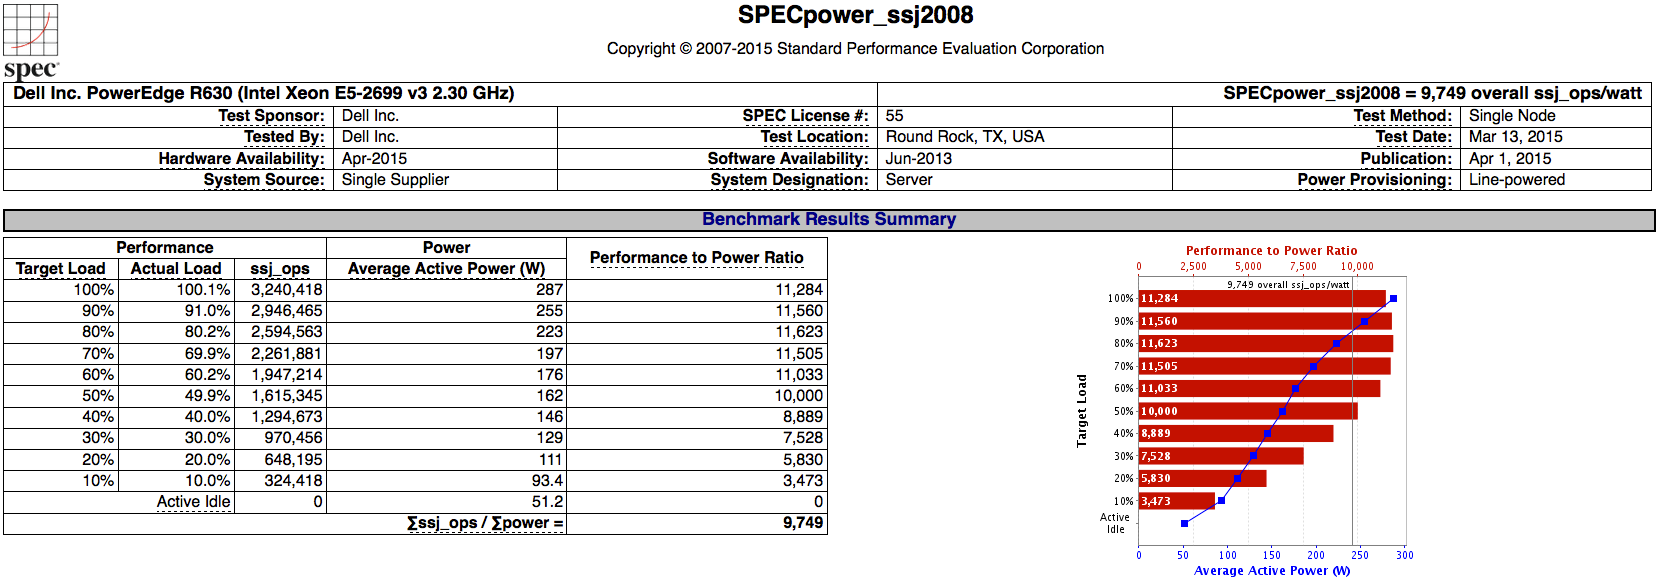 SPECpower_ssj2008
Copyright © 2007-2015 Standard Performance Evaluation Corporation
spec
Dell Inc. PowerEdge R630 (Intel Xeon E5-2699 v3 2.30 GHz) SPECpower_ssj2008 = 9,749 overall ssj_ops/watt
Test Sponsor: Dell Inc. SPEC License #: 55 Test Method: Single Node
Tested By: Dell Inc. Test Location: Round Rock, TX, USA Test Date: Mar 13, 2015
Hardware Availability: Apr-2015 Software Availability: Jun-2013 Publication: Apr 1, 2015
System Source: Single Supplier System Designation: Server Power Provisioning: Line-powered
Benchmark Results Summary
Performance Power Performance to Power Ratio
Target Load Actual Load ssj_ops Average Active Power (W)
100% 100.1% 3,240,418 287 11,284
90% 91.0% 2,946,465 255 11,560
80% 80.2% 2,594,563 223 11,623
70% 69.9% 2,261,881 197 11,505
60% 60.2% 1,947,214 176 11,033
50% 49.9% 1,615,345 162 10,000
40% 40.0% 1,294,673 146 8,889
30% 30.0% 970,456 129 7,528
20% 20.0% 648,195 111 5,830
10% 10.0% 324,418 93.4 3,473
Active Idle 0 51.2 0
∑ssj_ops / ∑power = 9,749
Performance to Power Ratio
0 2,500 5,000 7,500 10,000
9,749 overall ssj_ops/watt
100% 11,284
90% 11,560
80% 11,623
70% 11,505
60% 11,033
50% 10,000
40% 8,889
30% 7,528
20% 5,830
10% 3,473
Active
Idle
Target Load
0 50 100 150 200 250 300
Average Active Power (W)